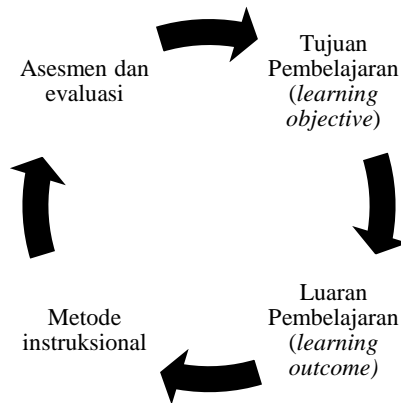 Asesmen dan
evaluasi
Tujuan
Pembelajaran
(learning
objective)
Luaran
Pembelajaran
(learning
outcome)
Metode
instruksional